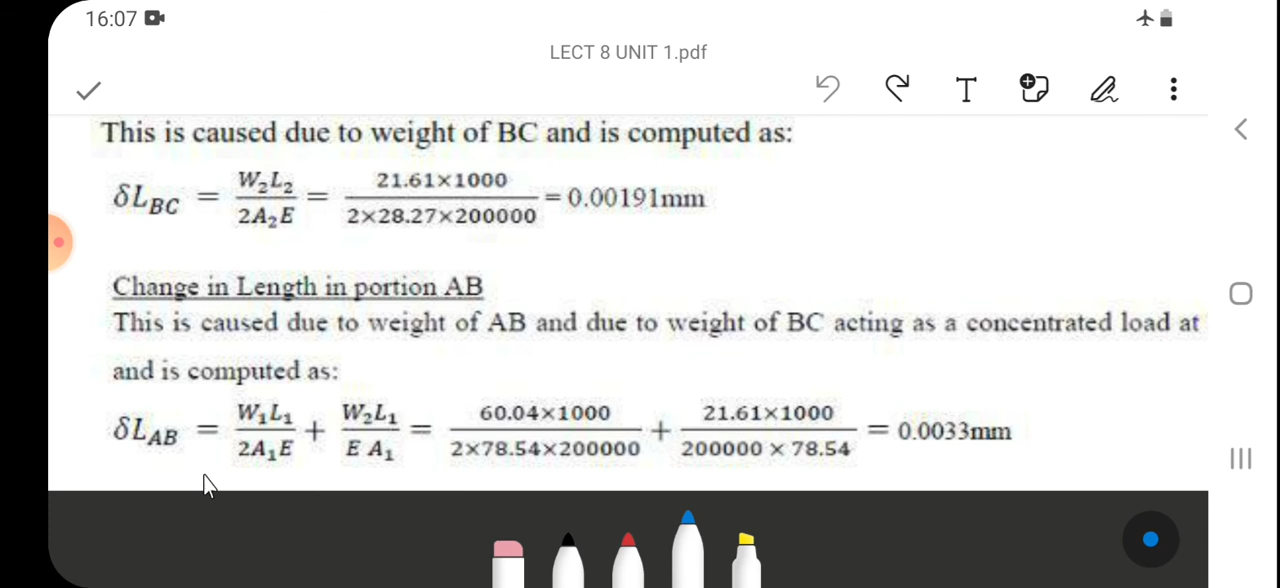 16:07
LECT 8 UNIT 1.pdf
T
This is caused due to weight of BC and is computed as:
δL_BC = W₂L₂/2A₂E = 21.61×1000/2×28.27×200000 = 0.00191mm
Change in Length in portion AB
This is caused due to weight of AB and due to weight of BC acting as a concentrated load at
and is computed as:
δL_AB = W₁L₁/2A₁E + W₂L₁/E A₁ = 60.04×1000/2×78.54×200000 + 21.61×1000/200000 × 78.54 = 0.0033mm